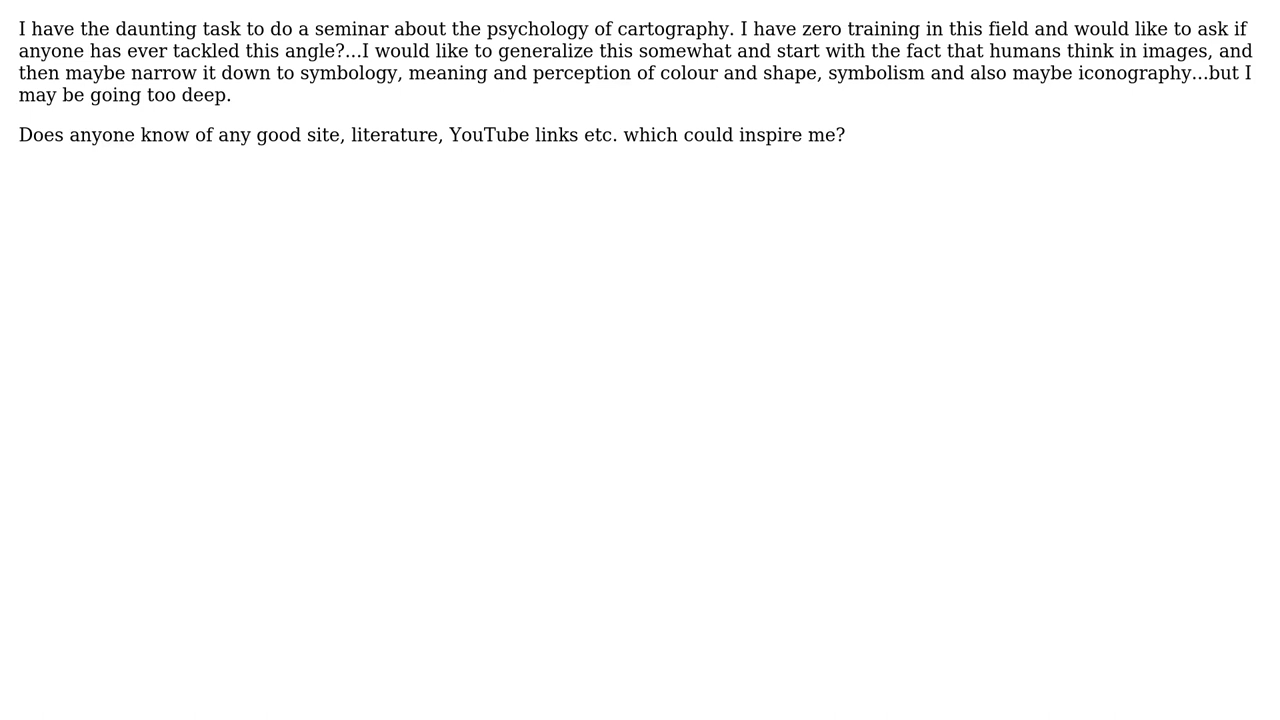 I have the daunting task to do a seminar about the psychology of cartography. I have zero training in this field and would like to ask if
anyone has ever tackled this angle?...I would like to generalize this somewhat and start with the fact that humans think in images, and
then maybe narrow it down to symbology, meaning and perception of colour and shape, symbolism and also maybe iconography...but I
may be going too deep.
Does anyone know of any good site, literature, YouTube links etc. which could inspire me?